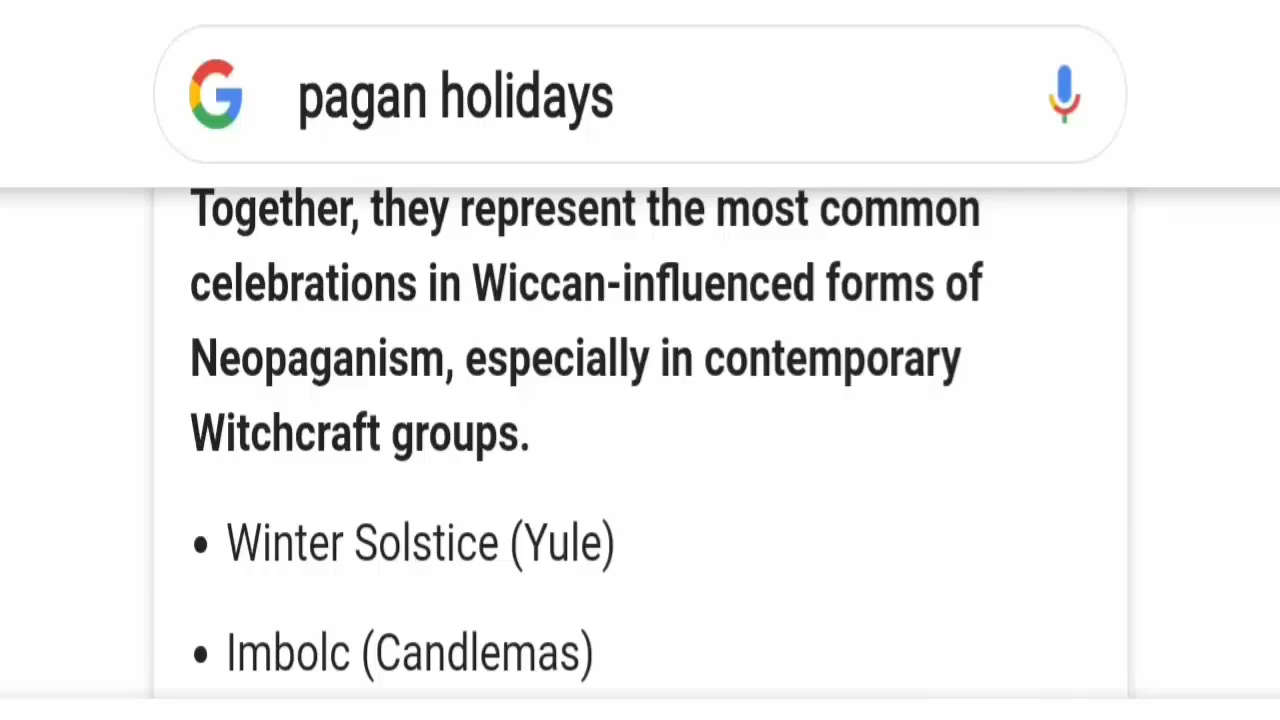 pagan holidays
Together, they represent the most common
celebrations in Wiccan-influenced forms of
Neopaganism, especially in contemporary
Witchcraft groups.
• Winter Solstice (Yule)
• Imbolc (Candlemas)